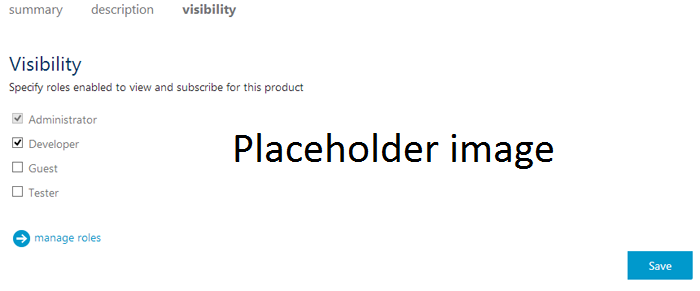 summary description visibility
Visibility
Specify roles enabled to view and subscribe for this product
Administrator
Developer
Placeholder image
Guest
Tester
manage roles
Save